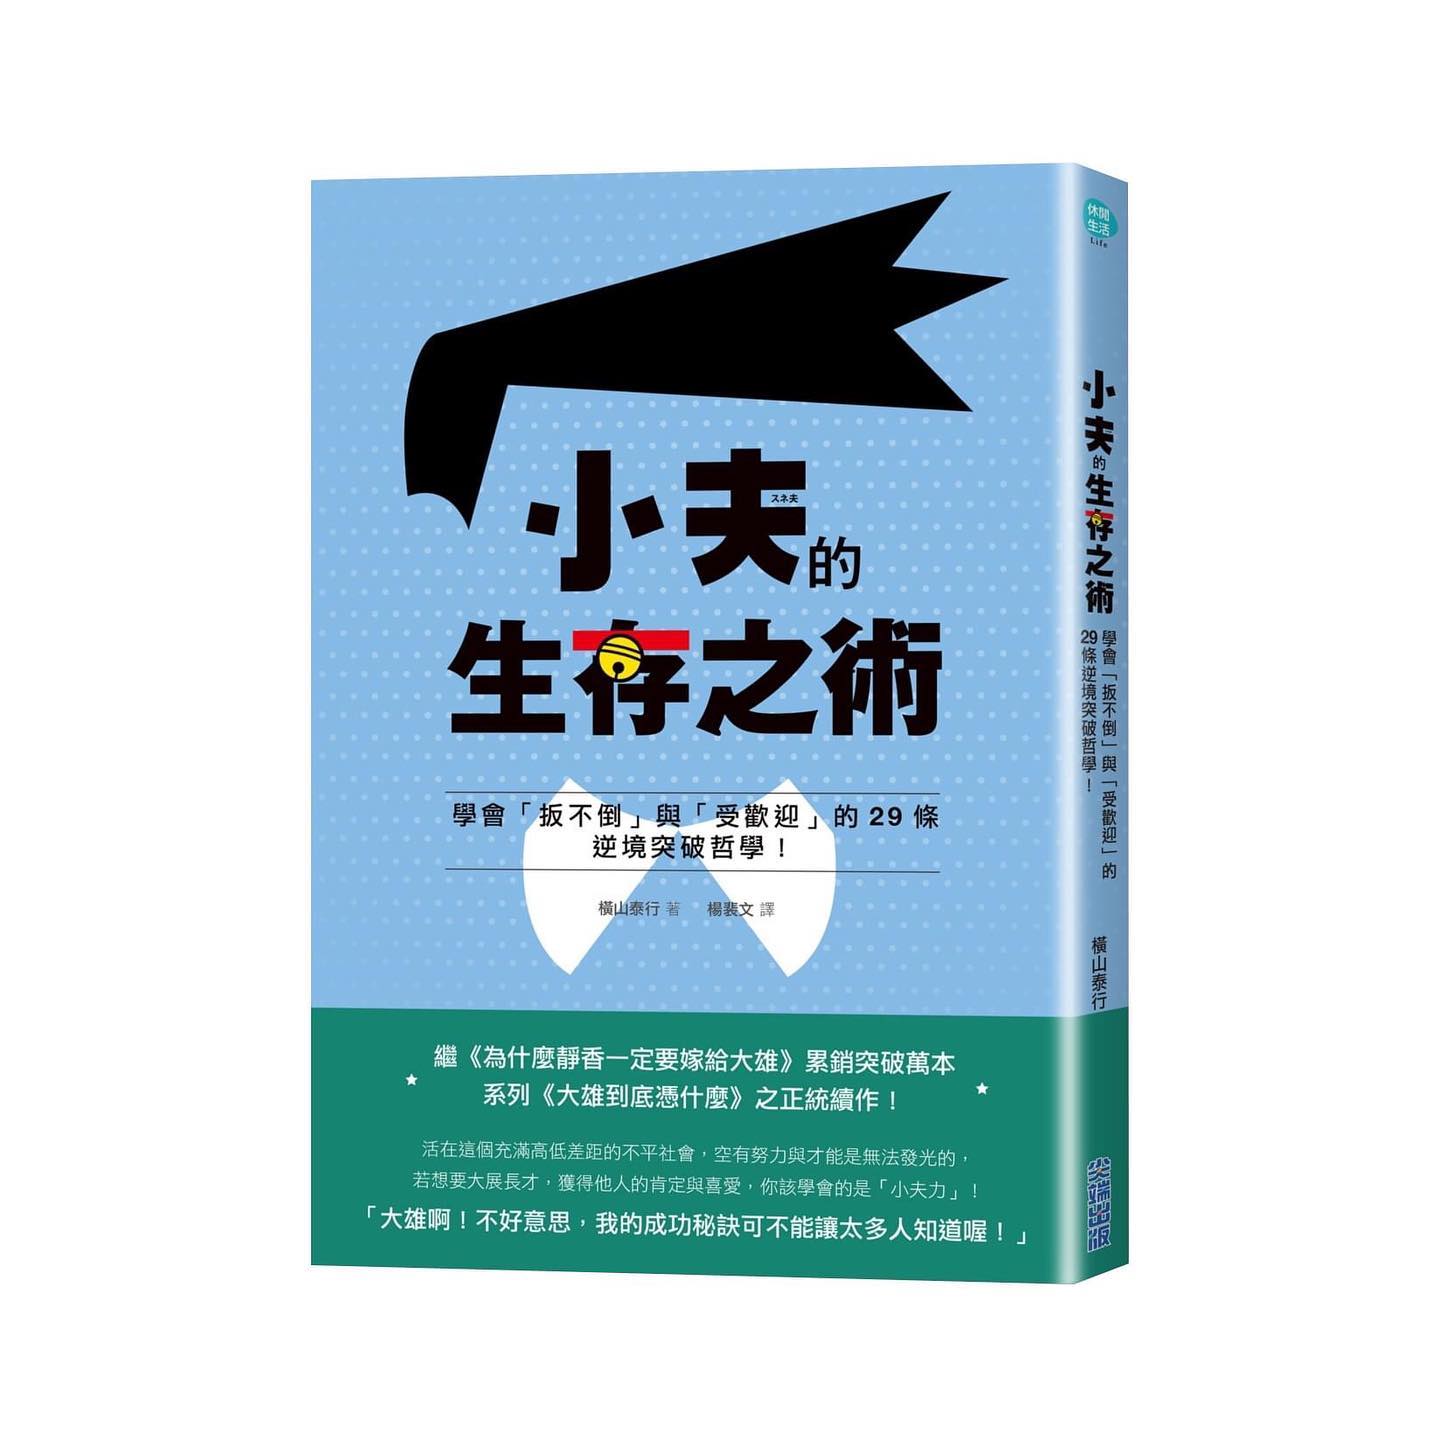 小夫的
スネ夫
生存之術
學會「扳不倒」與「受歡迎」的29條
逆境突破哲學！
橫山泰行 著 楊裴文 譯
繼《為什麼靜香一定要嫁給大雄》累銷突破萬本
系列《大雄到底憑什麼》之正統續作！
活在這個充滿高低差距的不平社會，空有努力與才能是無法發光的，
若想要大展長才，獲得他人的肯定與喜愛，你該學會的是「小夫力」！
「大雄啊！不好意思，我的成功秘訣可不能讓太多人知道喔！」
休閒
生活
Life
小夫的生存之術
學會「扳不倒」與「受歡迎」的
29條逆境突破哲學！
橫山泰行
尖端出版